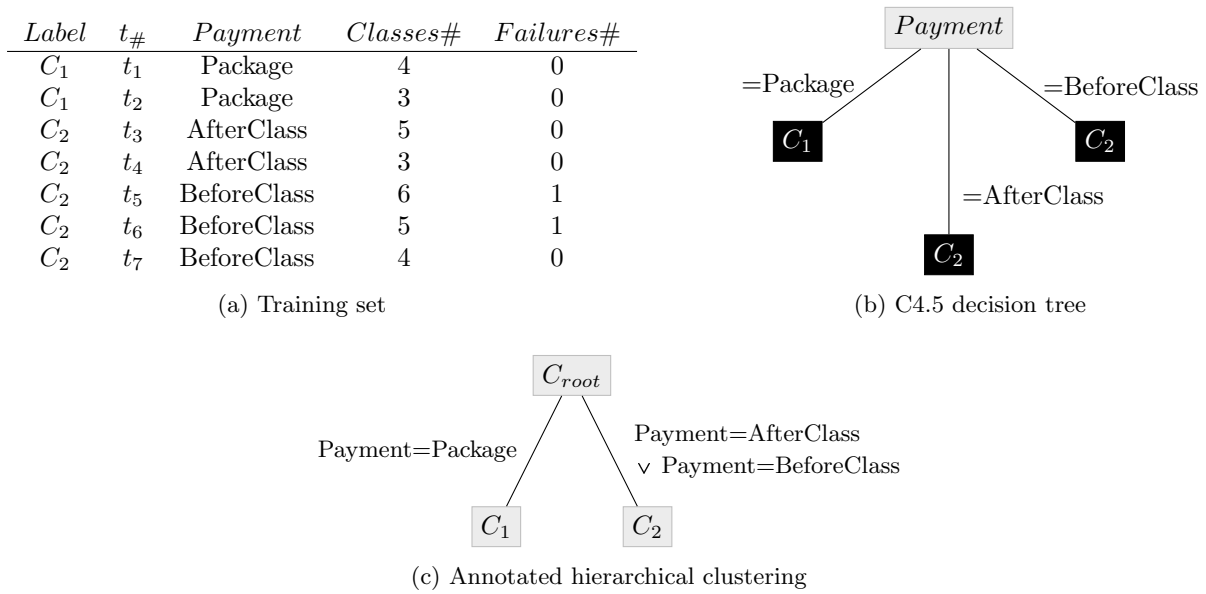 Label t# Payment Classes# Failures#
C1 t1 Package 4 0
C1 t2 Package 3 0
C2 t3 AfterClass 5 0
C2 t4 AfterClass 3 0
C2 t5 BeforeClass 6 1
C2 t6 BeforeClass 5 1
C2 t7 BeforeClass 4 0
(a) Training set
Payment
=Package
=BeforeClass
C1
C2
=AfterClass
C2
(b) C4.5 decision tree
Croot
Payment=Package
Payment=AfterClass
∨ Payment=BeforeClass
C1
C2
(c) Annotated hierarchical clustering